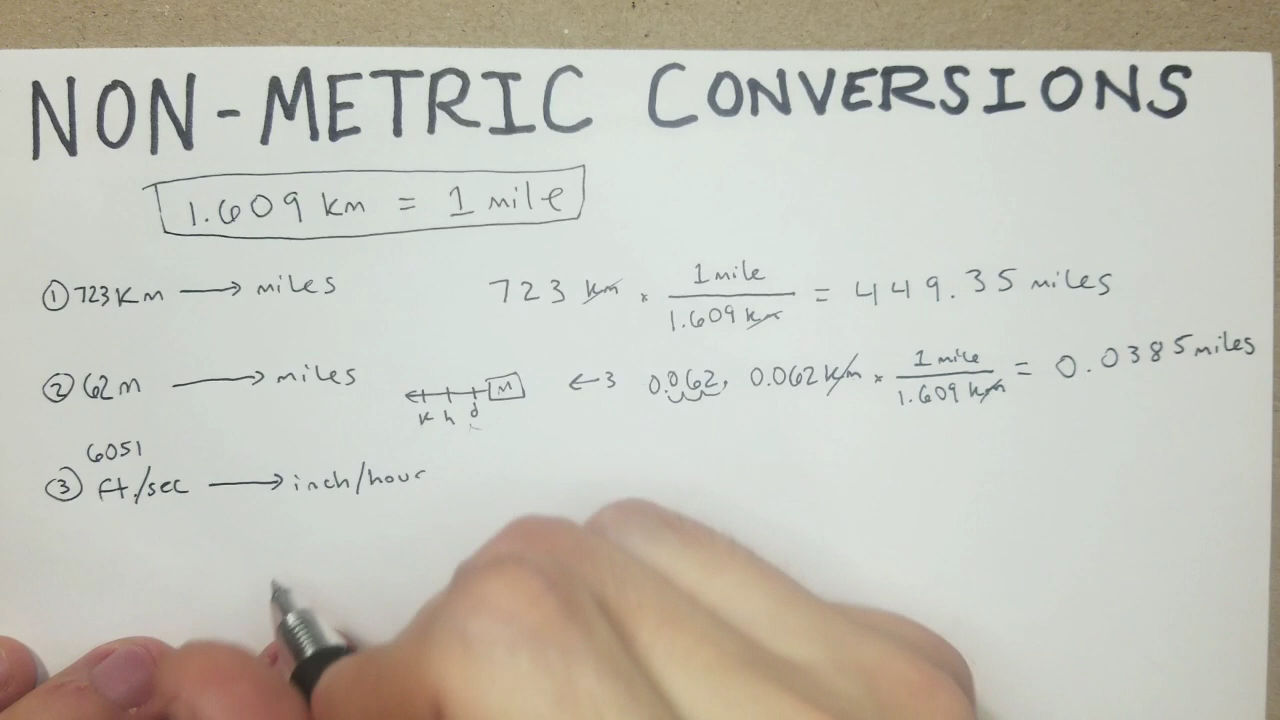 NON-METRIC CONVERSIONS
1.609 km = 1 mile
① 723 Km → miles 723 km × 1 mile / 1.609 km = 449.35 miles
② 62 m → miles K h d M ←3 0.062, 0.062 Km × 1 mile / 1.609 km = 0.0385 miles
6051
③ ft/sec → inch/hour